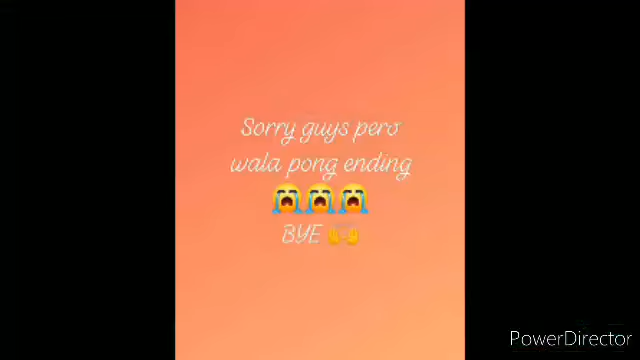 Sorry guys pero
wala pong ending
😭😭😭
BYE 🤲
PowerDirector